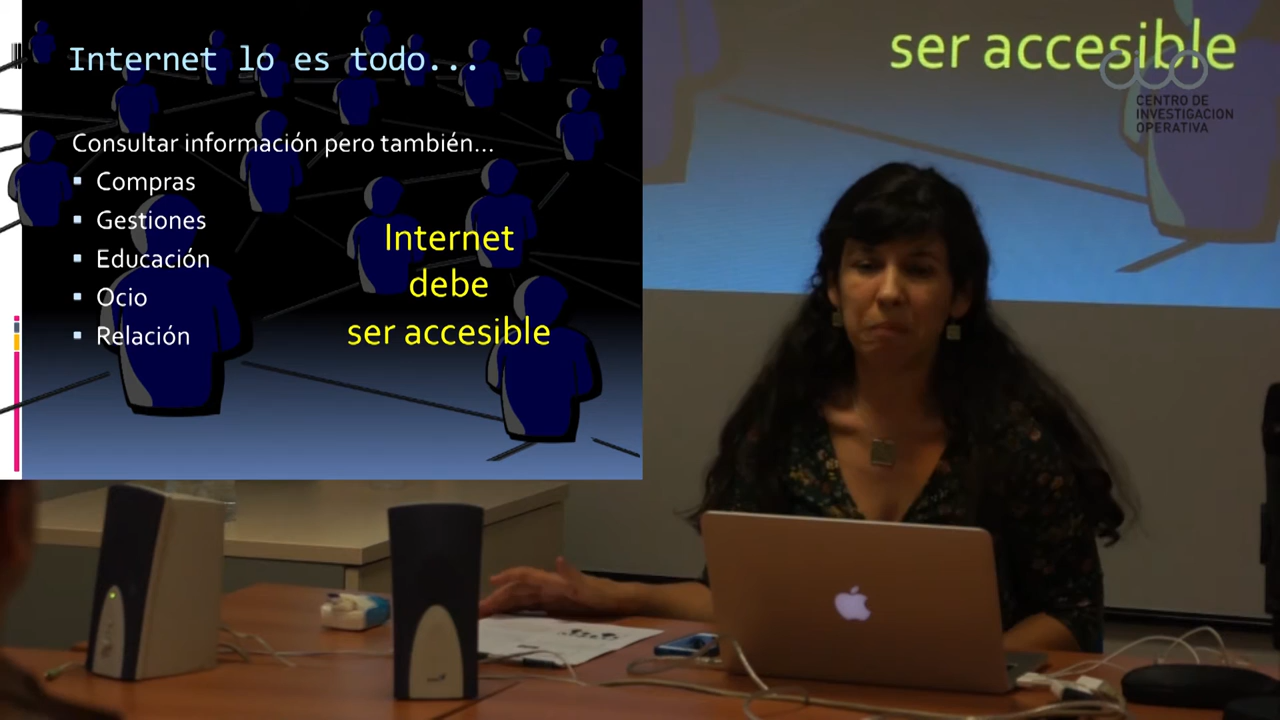 Internet lo es todo...
Consultar información pero también...
Compras
Gestiones
Educación
Ocio
Relación
Internet
debe
ser accesible
ser accesible
CENTRO DE
INVESTIGACION
OPERATIVA